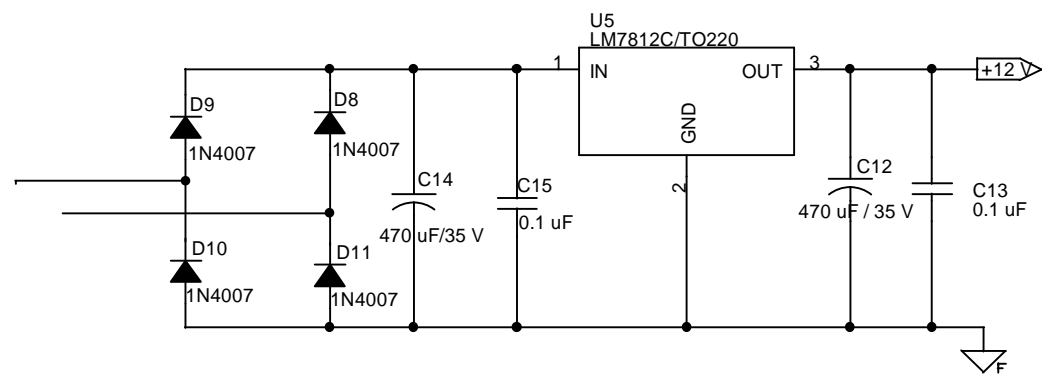 U5
LM7812C/TO220
1
IN
OUT
3
+12 V
GND
2
D9
1N4007
D8
1N4007
C14
470 uF/35 V
C15
0.1 uF
C12
470 uF / 35 V
C13
0.1 uF
D10
1N4007
D11
1N4007
F